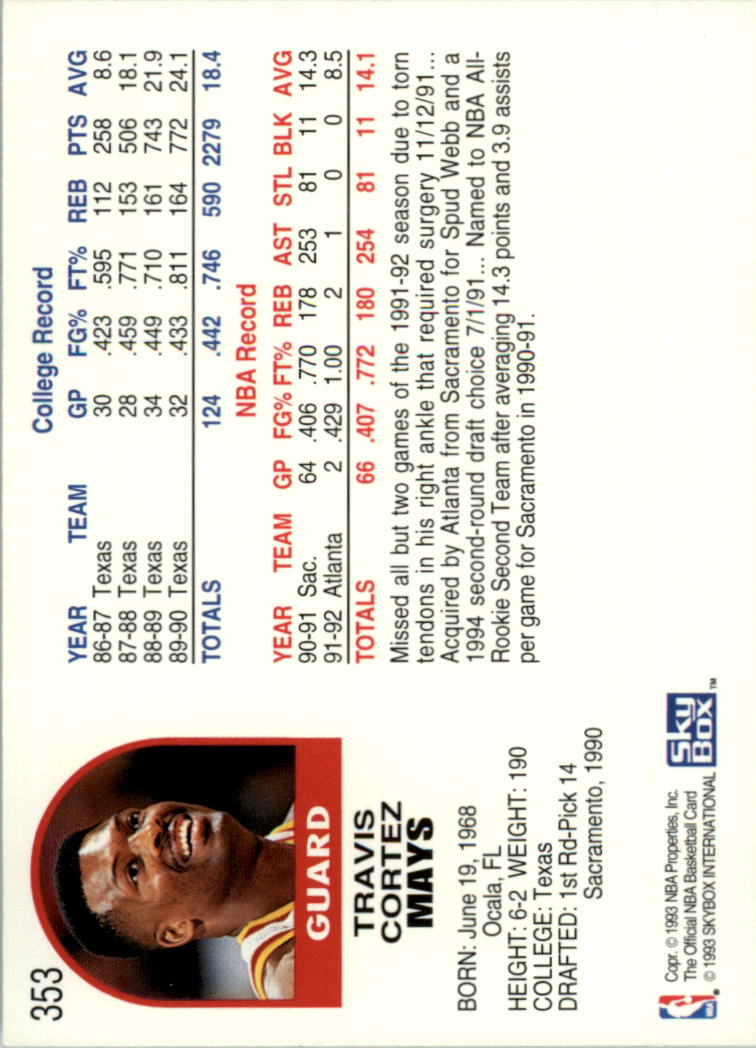 353
GUARD
TRAVIS
CORTEZ
MAYS
BORN: June 19, 1968
Ocala, FL
HEIGHT: 6-2 WEIGHT: 190
COLLEGE: Texas
DRAFTED: 1st Rd-Pick 14
Sacramento, 1990
College Record
YEAR TEAM GP FG% FT% REB PTS AVG
86-87 Texas 30 .423 .595 112 258 8.6
87-88 Texas 28 .459 .771 153 506 18.1
88-89 Texas 34 .449 .710 161 743 21.9
89-90 Texas 32 .433 .811 164 772 24.1
TOTALS 124 .442 .746 590 2279 18.4
NBA Record
YEAR TEAM GP FG% FT% REB AST STL BLK AVG
90-91 Sac. 64 .406 .770 178 253 81 11 14.3
91-92 Atlanta 2 .429 1.00 2 1 0 0 8.5
TOTALS 66 .407 .772 180 254 81 11 14.1
Missed all but two games of the 1991-92 season due to torn
tendons in his right ankle that required surgery 11/12/91...
Acquired by Atlanta from Sacramento for Spud Webb and a
1994 second-round draft choice 7/1/91... Named to NBA All-
Rookie Second Team after averaging 14.3 points and 3.9 assists
per game for Sacramento in 1990-91.
NBA
®
Copr. © 1993 NBA Properties, Inc.
The Official NBA Basketball Card
© 1993 SKYBOX INTERNATIONAL
SKY
BOX™